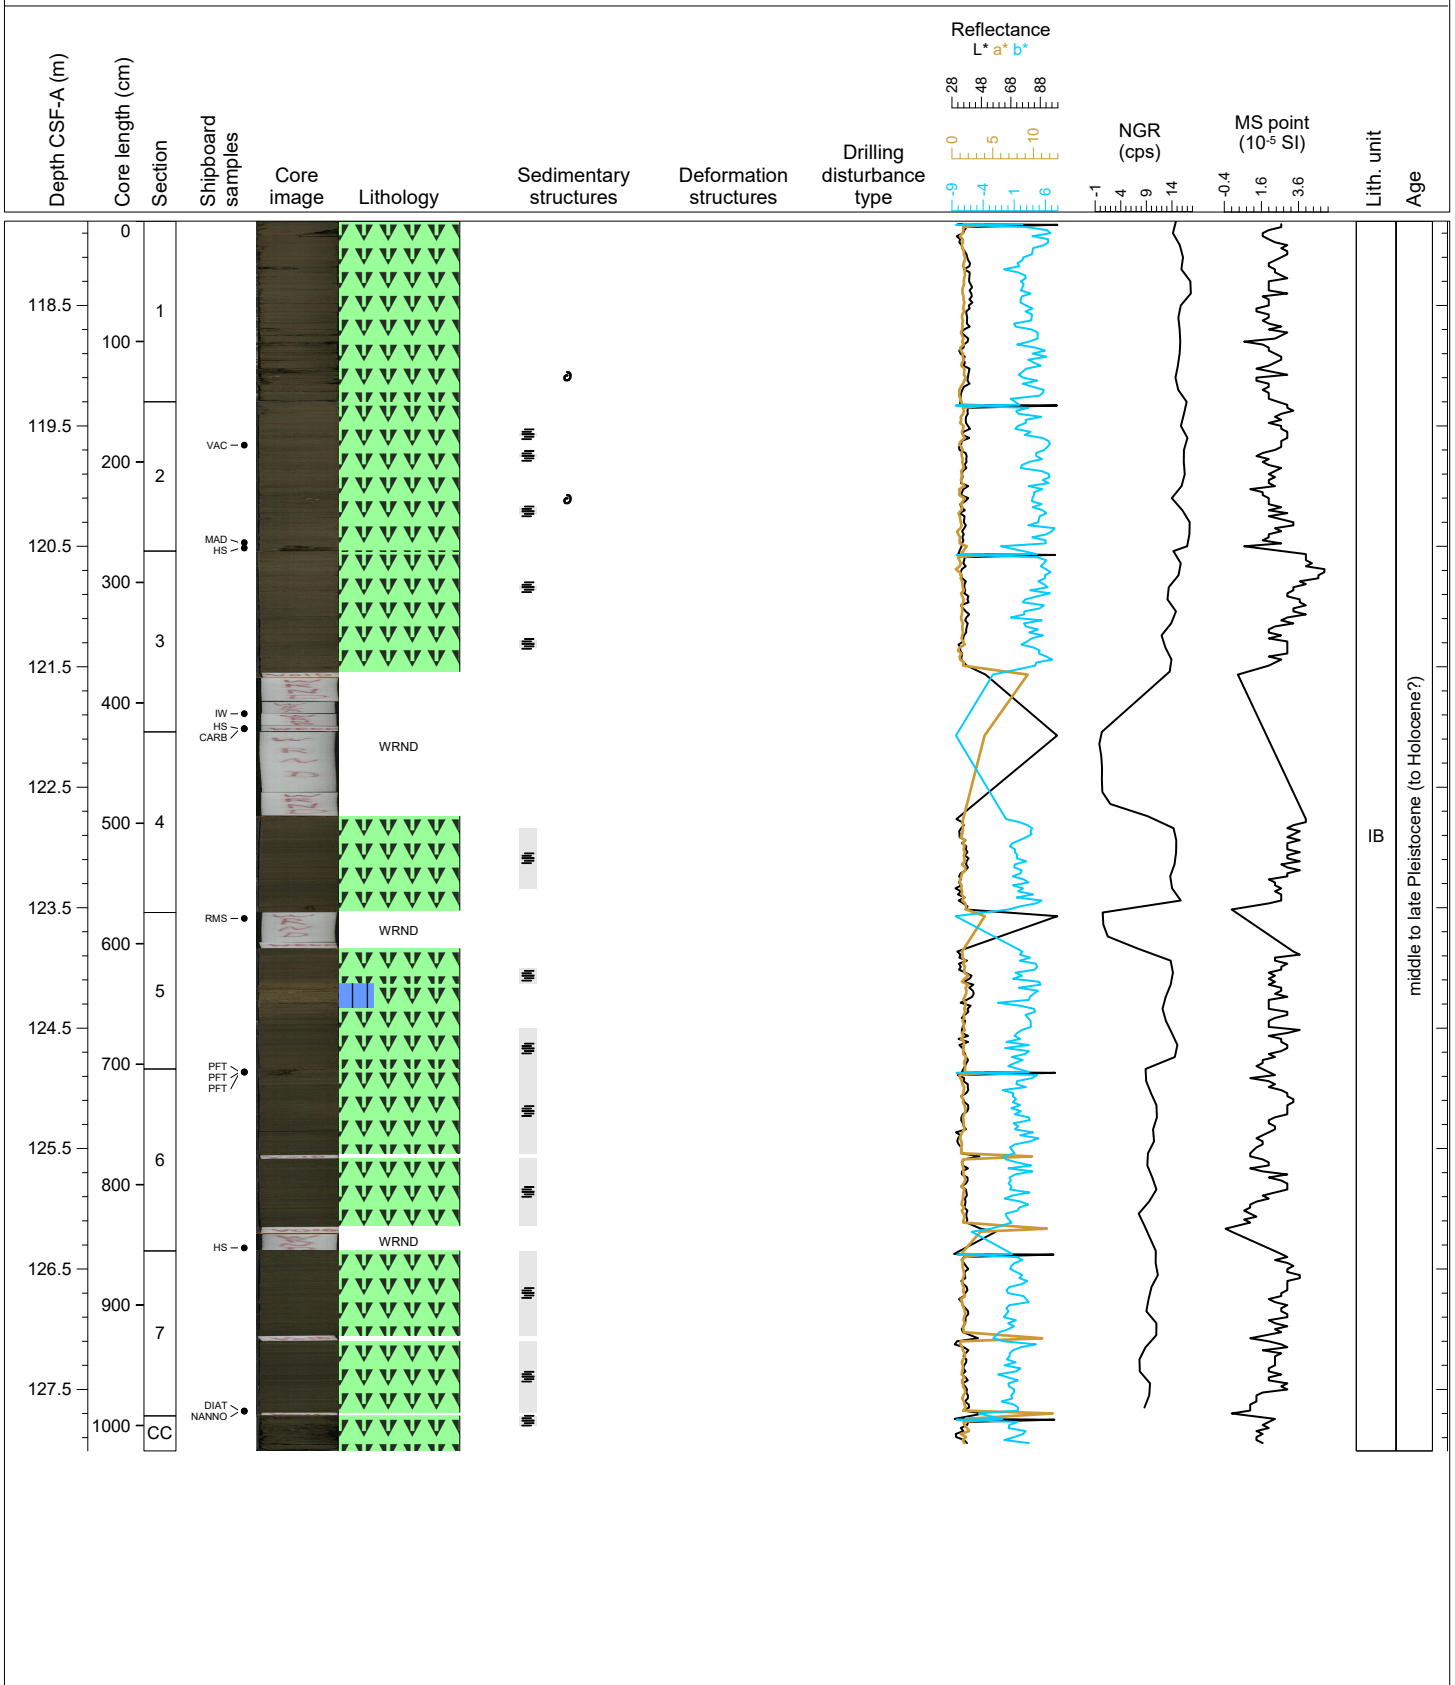 Depth CSF-A (m)
Core length (cm)
Section
Shipboard
samples
Core
image
Lithology
Sedimentary
structures
Deformation
structures
Drilling
disturbance
type
Reflectance
L* a* b*
28 48 68 88
0 5 10
-9 -4 1 6
NGR
(cps)
-1 4 9 14
MS point
(10⁻⁵ SI)
-0.4 1.6 3.6
Lith. unit
Age
0
118.5
1
100
119.5
VAC
200
2
MAD
HS
120.5
300
3
121.5
400
IW
HS
CARB
WRND
122.5
500
4
IB
middle to late Pleistocene (to Holocene?)
123.5
RMS
WRND
600
5
124.5
700
PFT
PFT
PFT
125.5
6
800
HS
WRND
126.5
900
7
127.5
DIAT
NANNO
1000
CC